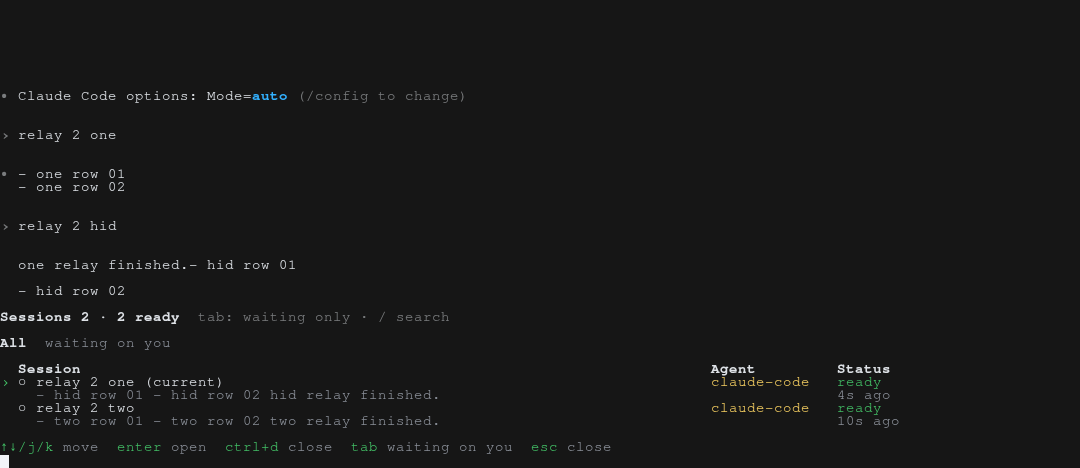 • Claude Code options: Mode=auto (/config to change)
› relay 2 one
• - one row 01
- one row 02
› relay 2 hid
one relay finished.- hid row 01
- hid row 02
Sessions 2 · 2 ready  tab: waiting only · / search
All  waiting on you
Session  Agent  Status
› ○ relay 2 one (current)  claude-code  ready
- hid row 01 - hid row 02 hid relay finished.  4s ago
○ relay 2 two  claude-code  ready
- two row 01 - two row 02 two relay finished.  10s ago
↑↓/j/k move  enter open  ctrl+d close  tab waiting on you  esc close